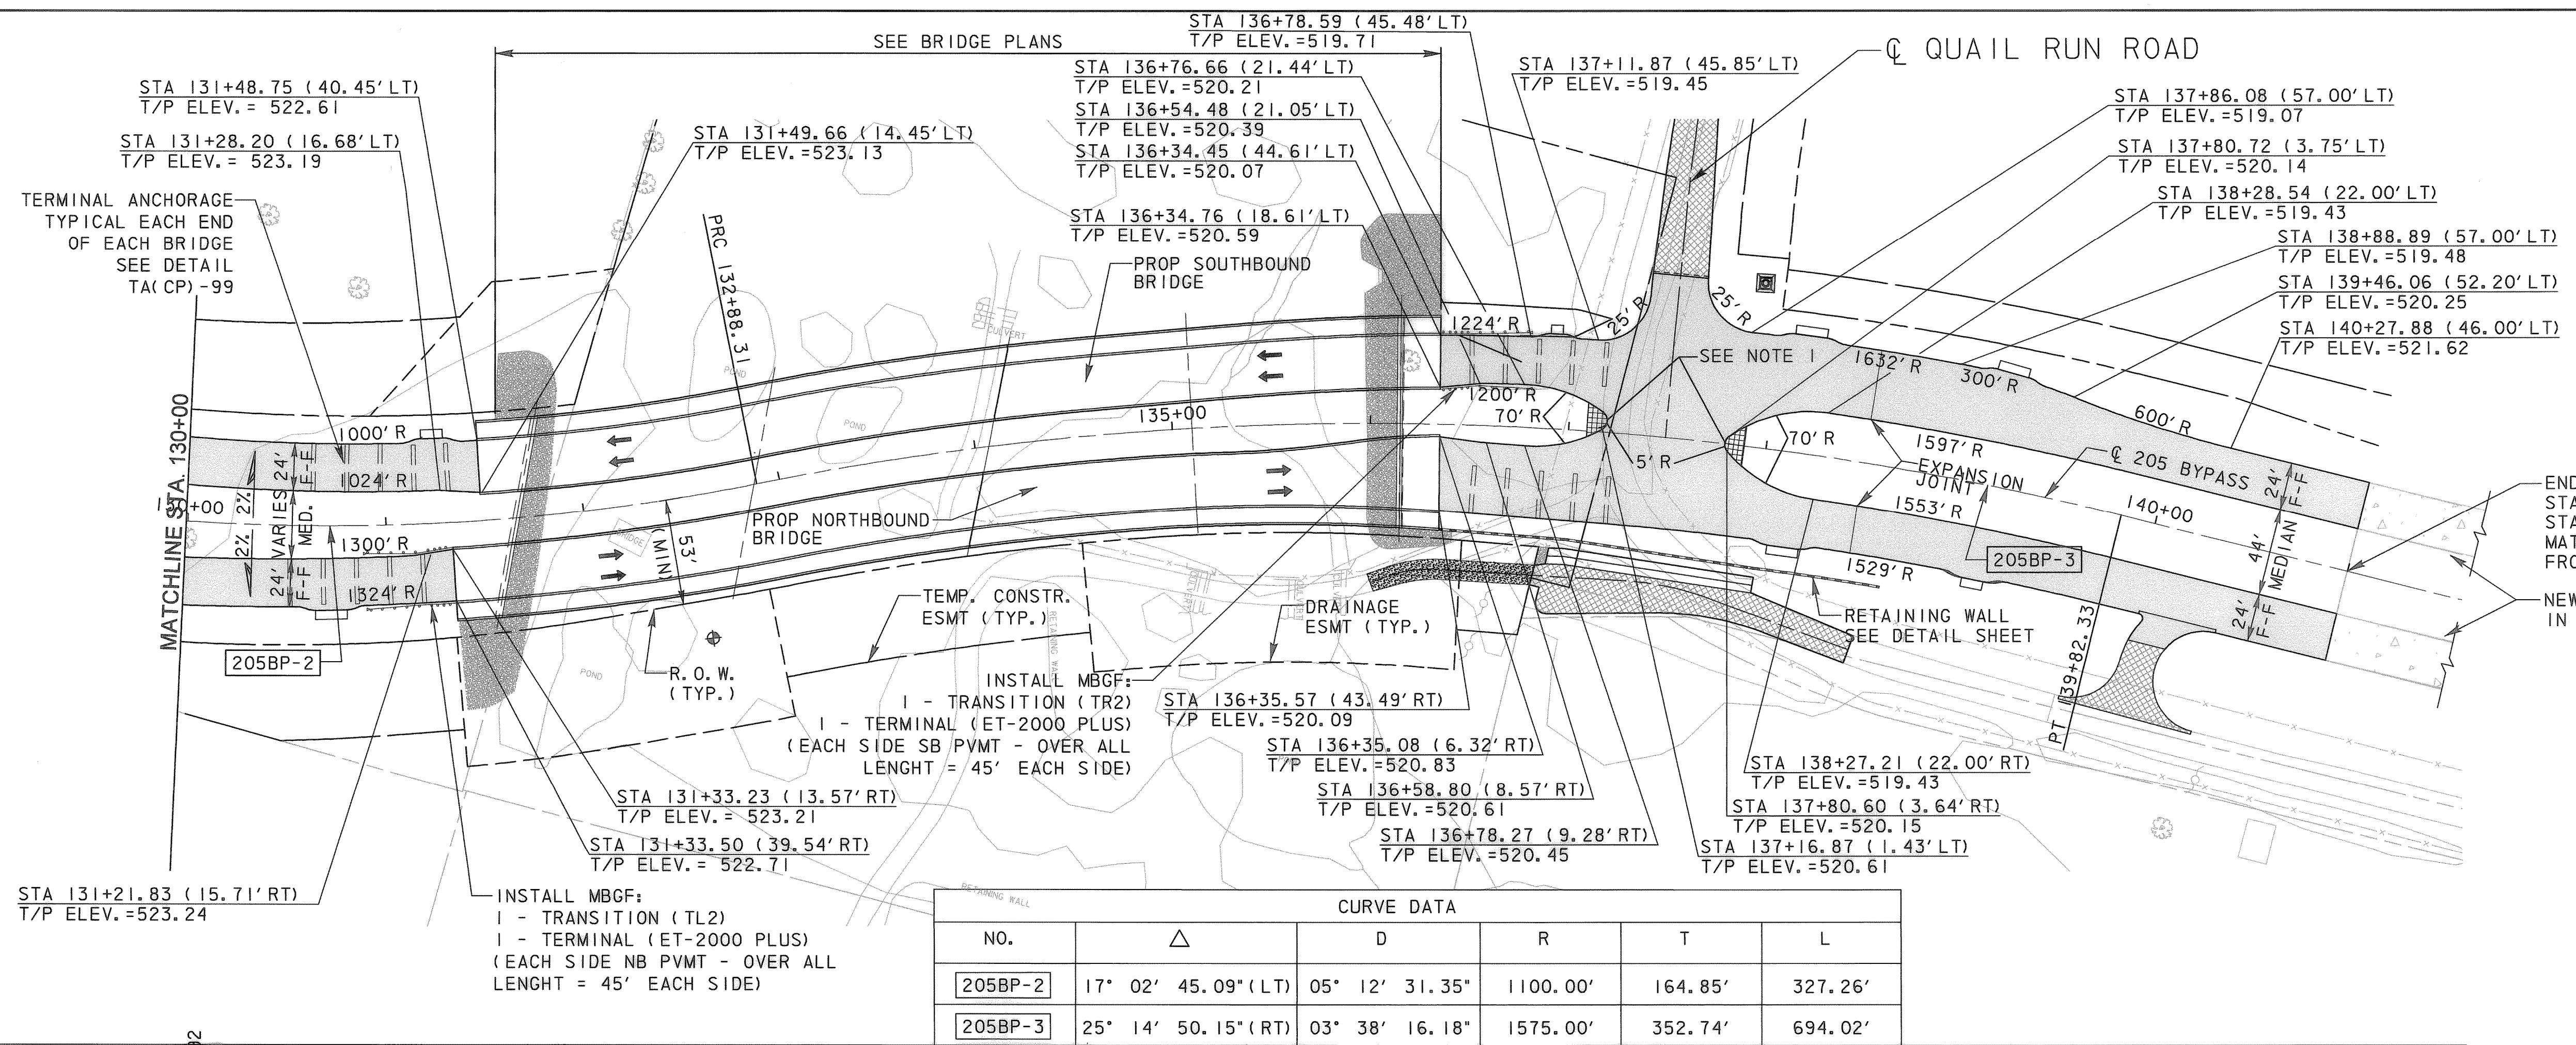 SEE BRIDGE PLANS
STA 136+78.59 (45.48' LT)
T/P ELEV.=519.71
STA 136+76.66 (21.44' LT)
T/P ELEV.=520.21
STA 136+54.48 (21.05' LT)
T/P ELEV.=520.39
STA 136+34.45 (44.61' LT)
T/P ELEV.=520.07
STA 136+34.76 (18.61' LT)
T/P ELEV.=520.59
STA 137+11.87 (45.85' LT)
T/P ELEV.=519.45
℄ QUAIL RUN ROAD
STA 137+86.08 (57.00' LT)
T/P ELEV.=519.07
STA 137+80.72 (3.75' LT)
T/P ELEV.=520.14
STA 138+28.54 (22.00' LT)
T/P ELEV.=519.43
STA 138+88.89 (57.00' LT)
T/P ELEV.=519.48
STA 139+46.06 (52.20' LT)
T/P ELEV.=520.25
STA 140+27.88 (46.00' LT)
T/P ELEV.=521.62
STA 131+48.75 (40.45' LT)
T/P ELEV.= 522.61
STA 131+28.20 (16.68' LT)
T/P ELEV.= 523.19
STA 131+49.66 (14.45' LT)
T/P ELEV.=523.13
TERMINAL ANCHORAGE
TYPICAL EACH END
OF EACH BRIDGE
SEE DETAIL
TA(CP)-99
MATCHLINE STA. 130+00
130+00
PRC 132+88.31
PROP SOUTHBOUND
BRIDGE
CULVERT
POND
POND
135+00
1224' R
1200' R
70' R
25' R
25' R
SEE NOTE 1
5' R
70' R
1632' R
300' R
600' R
1597' R
EXPANSION
JOINT
1553' R
1529' R
℄ 205 BYPASS
140+00
205BP-3
24'
F-F
44'
MEDIAN
24'
F-F
END
STA
STA
MAT
FRO
NEW
IN
1000' R
1024' R
1300' R
1324' R
2%
2%
24'
F-F
VARIES
MED.
24'
F-F
205BP-2
53'
(MIN)
BRIDGE
PROP NORTHBOUND
BRIDGE
POND
R.O.W.
(TYP.)
TEMP. CONSTR.
ESMT (TYP.)
RETAINING WALL
DRAINAGE
ESMT (TYP.)
RETAINING WALL
SEE DETAIL SHEET
PT 139+82.33
INSTALL MBGF:
1 - TRANSITION (TR2)
1 - TERMINAL (ET-2000 PLUS)
(EACH SIDE SB PVMT - OVER ALL
LENGHT = 45' EACH SIDE)
STA 136+35.57 (43.49' RT)
T/P ELEV.=520.09
STA 136+35.08 (6.32' RT)
T/P ELEV.=520.83
STA 136+58.80 (8.57' RT)
T/P ELEV.=520.61
STA 136+78.27 (9.28' RT)
T/P ELEV.=520.45
STA 138+27.21 (22.00' RT)
T/P ELEV.=519.43
STA 137+80.60 (3.64' RT)
T/P ELEV.=520.15
STA 137+16.87 (1.43' LT)
T/P ELEV.=520.61
STA 131+33.23 (13.57' RT)
T/P ELEV.= 523.21
STA 131+33.50 (39.54' RT)
T/P ELEV.= 522.71
STA 131+21.83 (15.71' RT)
T/P ELEV.=523.24
INSTALL MBGF:
1 - TRANSITION (TL2)
1 - TERMINAL (ET-2000 PLUS)
(EACH SIDE NB PVMT - OVER ALL
LENGHT = 45' EACH SIDE)
RETAINING WALL
CURVE DATA
NO. △ D R T L
205BP-2 17° 02' 45.09"(LT) 05° 12' 31.35" 1100.00' 164.85' 327.26'
205BP-3 25° 14' 50.15"(RT) 03° 38' 16.18" 1575.00' 352.74' 694.02'